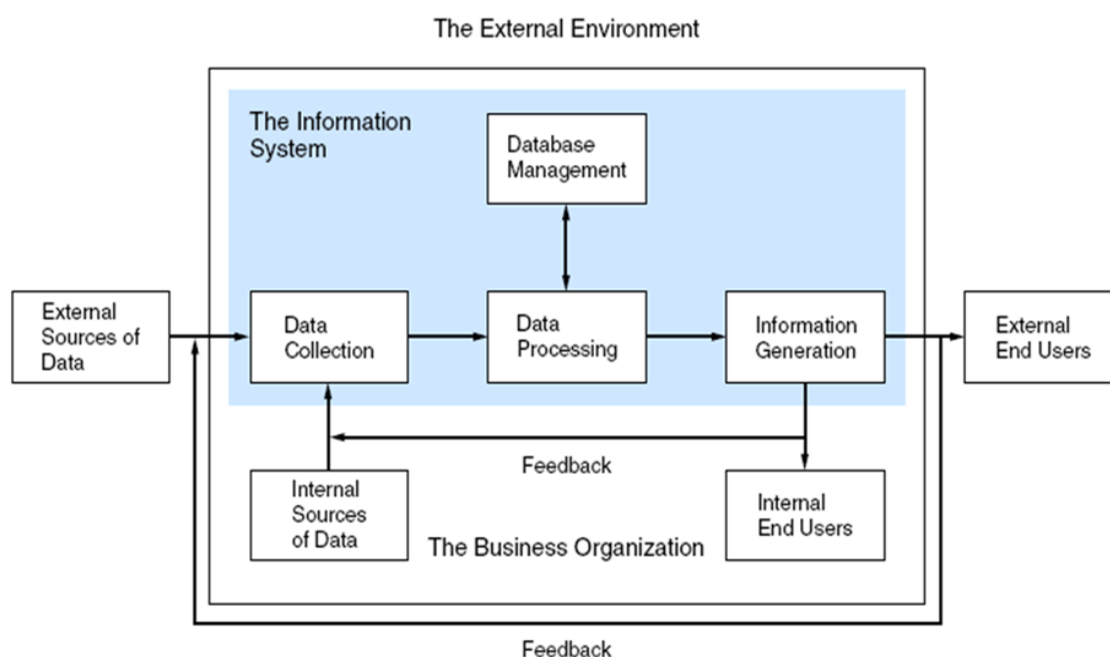 The External Environment
The Information
System
Database
Management
External
Sources of
Data
Data
Collection
Data
Processing
Information
Generation
External
End Users
Feedback
Internal
Sources
of Data
Internal
End Users
The Business Organization
Feedback